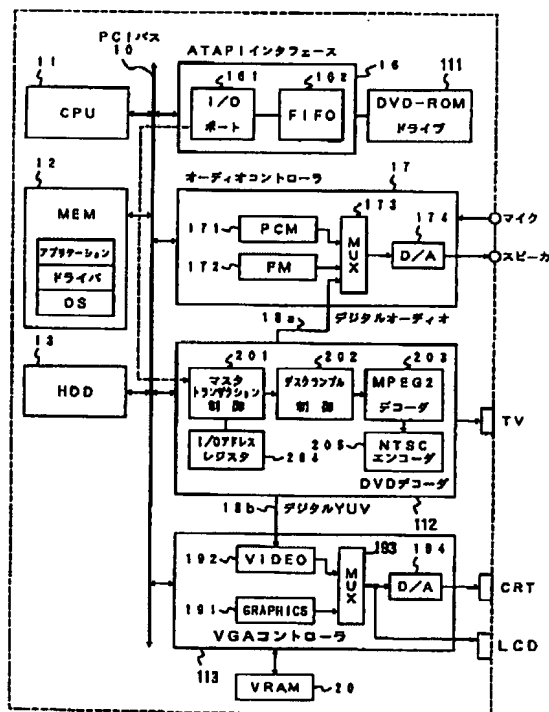 PCIバス
10
ATAPIインタフェース
11
CPU
161
I/O
ポート
162
FIFO
16
111
DVD-ROM
ドライブ
12
MEM
アプリケーション
ドライバ
OS
オーディオコントローラ
17
171
PCM
172
FM
173
MUX
174
D/A
マイク
スピーカ
18a
デジタルオーディオ
13
HDD
201
マスタ
トランザクション
制御
202
デスクランブル
制御
203
MPEG2
デコーダ
I/Oアドレス
レジスタ
204
205
NTSC
エンコーダ
DVDデコーダ
TV
18b
デジタルYUV
112
192
VIDEO
193
MUX
194
D/A
191
GRAPHICS
VGAコントローラ
CRT
LCD
113
VRAM
20